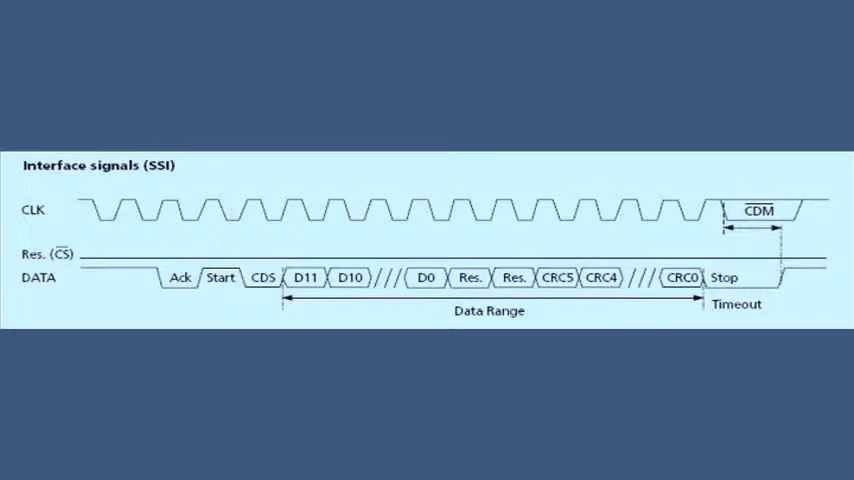 Interface signals (SSI)
CLK
CDM
Res. (CS)
DATA Ack Start CDS D11 D10 D0 Res. Res. CRC5 CRC4 CRC0 Stop
Data Range
Timeout